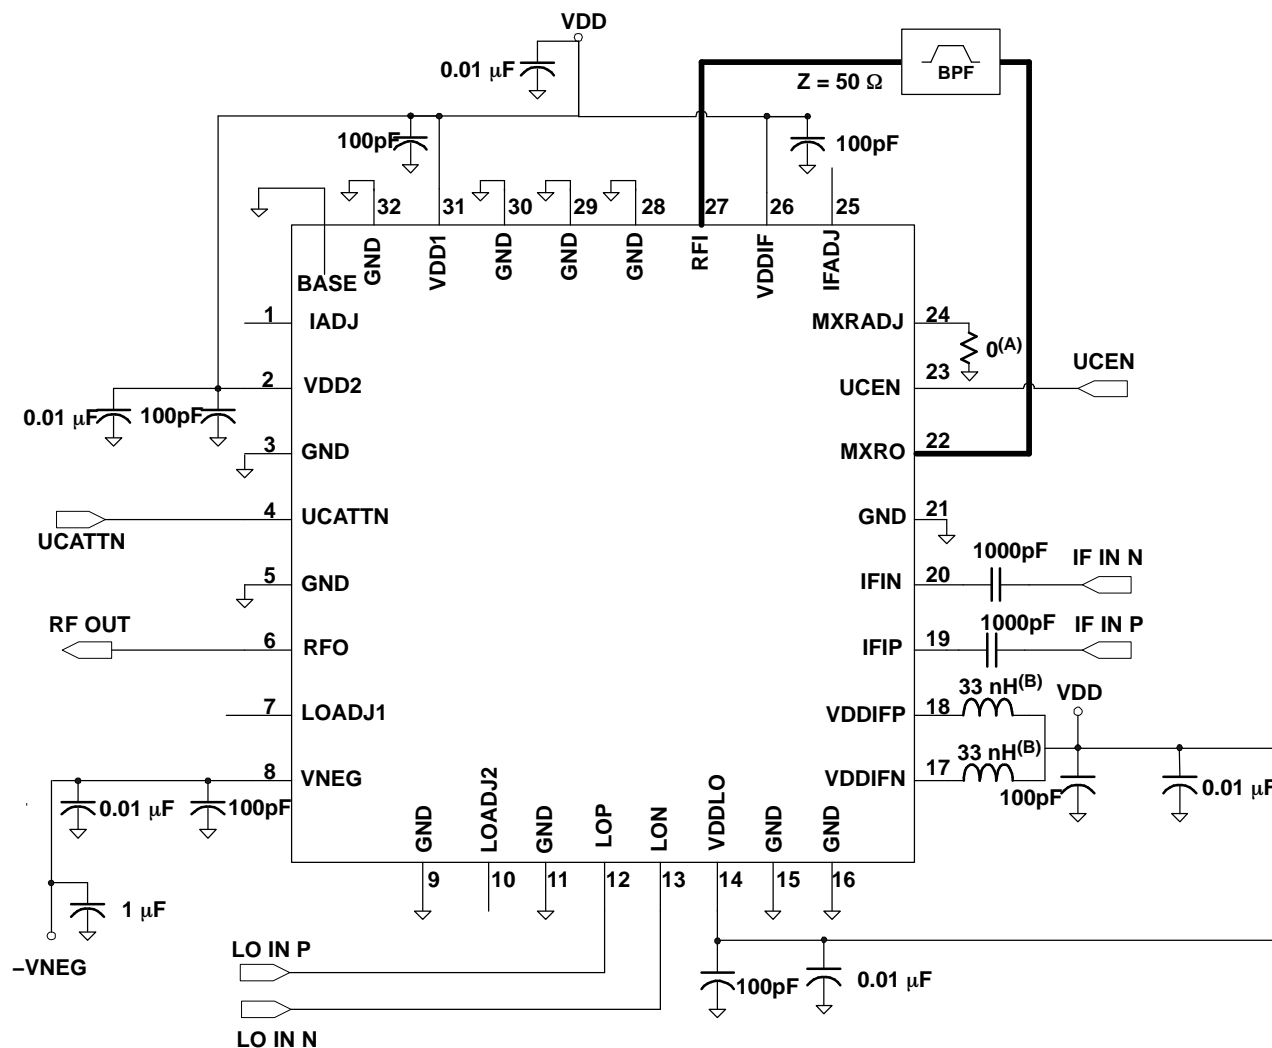 VDD
0.01 μF
Z = 50 Ω
BPF
100pF
100pF
32
31
30
29
28
27
26
25
GND
VDD1
GND
GND
GND
RFI
VDDIF
IFADJ
BASE
1
IADJ
MXRADJ
24
0(A)
UCEN
2
VDD2
UCEN
23
0.01 μF
100pF
3
GND
MXRO
22
4
UCATTN
GND
21
UCATTN
1000pF
IF IN N
5
GND
IFIN
20
RF OUT
1000pF
IF IN P
6
RFO
IFIP
19
33 nH(B)
VDD
7
LOADJ1
VDDIFP
18
33 nH(B)
8
VNEG
VDDIFN
17
0.01 μF
100pF
100pF
0.01 μF
GND
LOADJ2
GND
LOP
LON
VDDLO
GND
GND
9
10
11
12
13
14
15
16
1 μF
–VNEG
LO IN P
100pF
0.01 μF
LO IN N